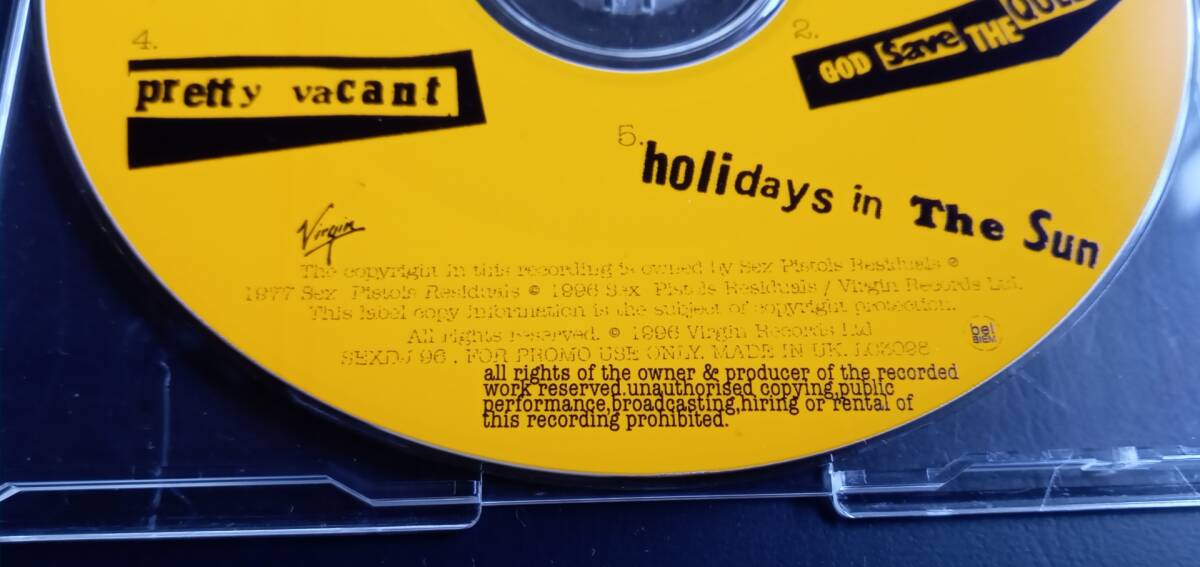 4.
pretty vacant
2.
GOD Save THE
5.
holidays in The Sun
Virgin
The copyright in this recording is owned by Sex Pistols Residuals ℗
1977 Sex Pistols Residuals © 1996 Sex Pistols Residuals / Virgin Records Ltd.
This label copy information is the subject of copyright protection.
All rights reserved. © 1996 Virgin Records Ltd
SEXDJ 96 . FOR PROMO USE ONLY. MADE IN UK. LC3098
bel
BIEM
all rights of the owner & producer of the recorded
work reserved.unauthorised copying,public
performance,broadcasting,hiring or rental of
this recording prohibited.